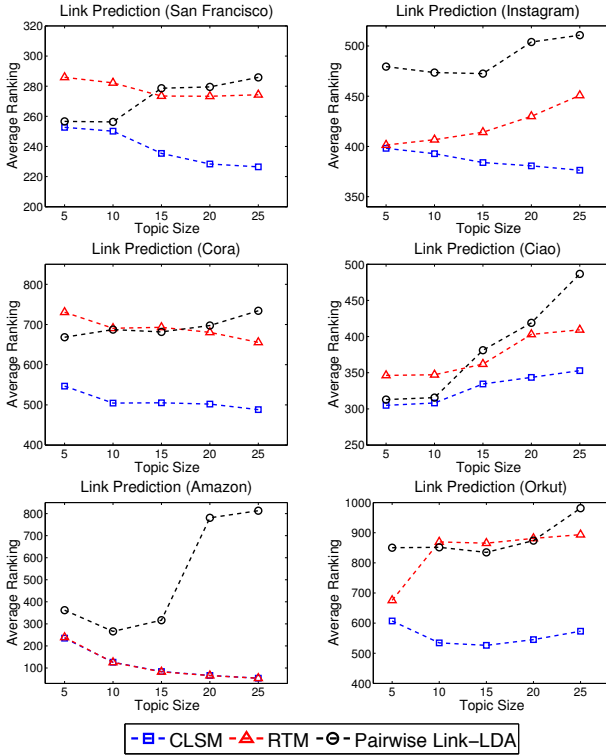 Link Prediction (San Francisco)
320
300
280
260
240
220
200
Average Ranking
5 10 15 20 25
Topic Size
Link Prediction (Instagram)
500
450
400
350
Average Ranking
5 10 15 20 25
Topic Size
Link Prediction (Cora)
800
700
600
500
400
Average Ranking
5 10 15 20 25
Topic Size
Link Prediction (Ciao)
500
450
400
350
300
250
Average Ranking
5 10 15 20 25
Topic Size
Link Prediction (Amazon)
800
700
600
500
400
300
200
100
Average Ranking
5 10 15 20 25
Topic Size
Link Prediction (Orkut)
1000
900
800
700
600
500
400
Average Ranking
5 10 15 20 25
Topic Size
CLSM RTM Pairwise Link-LDA